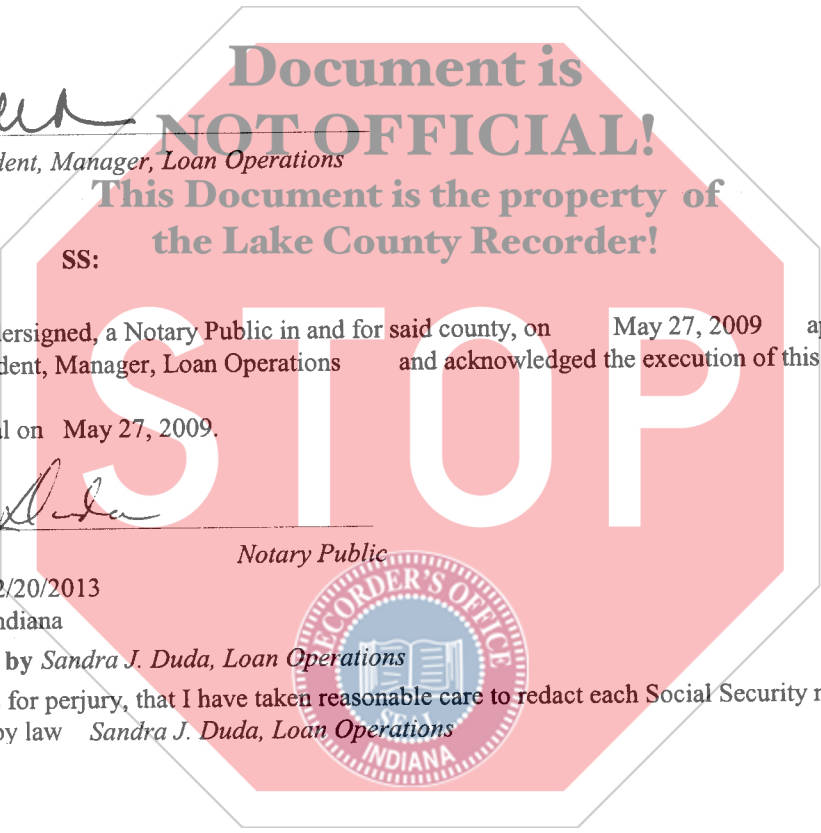 Document is
NOT OFFICIAL!
dent, Manager, Loan Operations
This Document is the property of
the Lake County Recorder!
SS:
ersigned, a Notary Public in and for said county, on May 27, 2009 ap
dent, Manager, Loan Operations and acknowledged the execution of this
STOP
l on May 27, 2009.
Duda
Notary Public
2/20/2013
ndiana
by Sandra J. Duda, Loan Operations
for perjury, that I have taken reasonable care to redact each Social Security n
by law Sandra J. Duda, Loan Operations
RECORDER'S OFFICE
SEAL
INDIANA